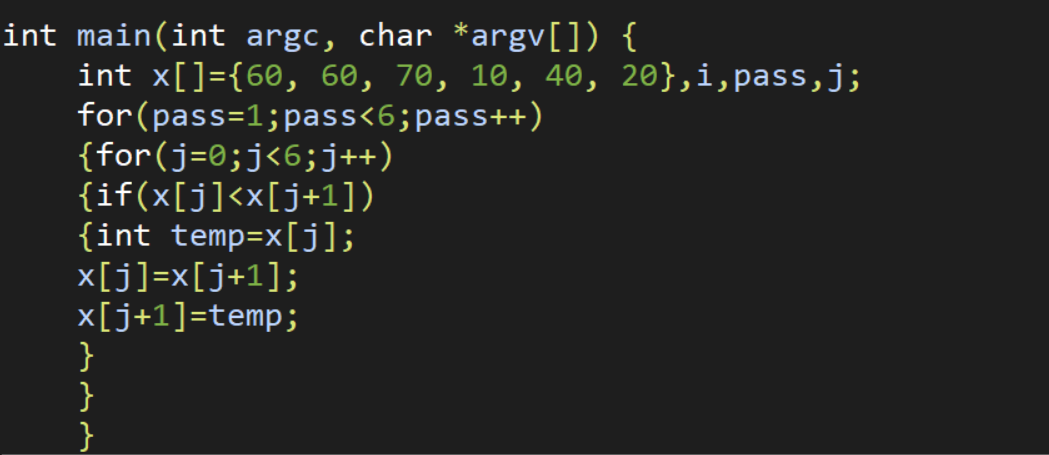 int main(int argc, char *argv[]) {
    int x[]={60, 60, 70, 10, 40, 20},i,pass,j;
    for(pass=1;pass<6;pass++)
    {for(j=0;j<6;j++)
    {if(x[j]<x[j+1])
    {int temp=x[j];
    x[j]=x[j+1];
    x[j+1]=temp;
    }
    }
    }